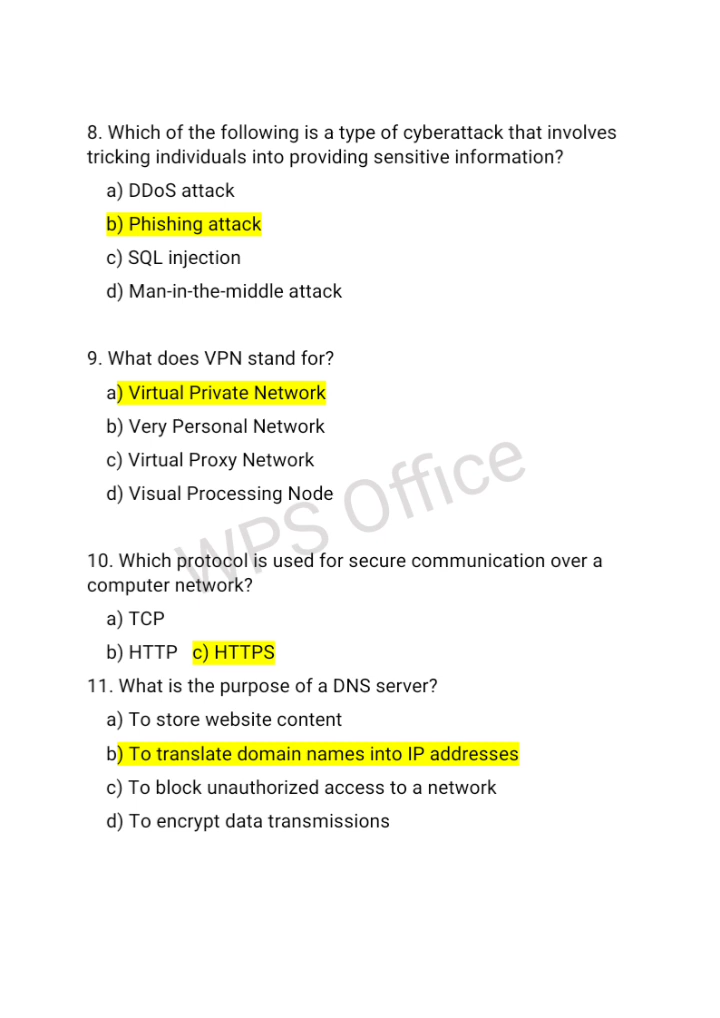 8. Which of the following is a type of cyberattack that involves
tricking individuals into providing sensitive information?
a) DDoS attack
b) Phishing attack
c) SQL injection
d) Man-in-the-middle attack
9. What does VPN stand for?
a) Virtual Private Network
b) Very Personal Network
c) Virtual Proxy Network
d) Visual Processing Node
WPS Office
10. Which protocol is used for secure communication over a
computer network?
a) TCP
b) HTTP c) HTTPS
11. What is the purpose of a DNS server?
a) To store website content
b) To translate domain names into IP addresses
c) To block unauthorized access to a network
d) To encrypt data transmissions